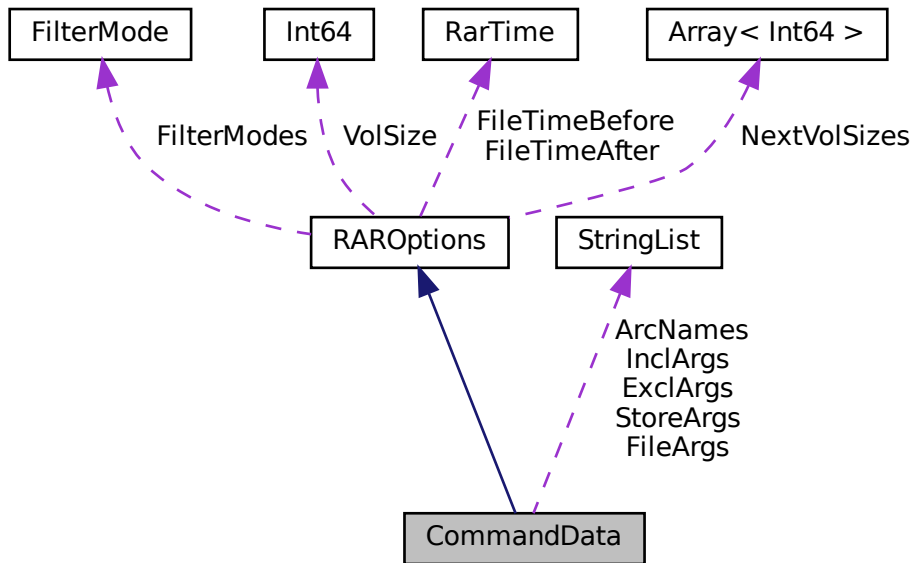 FilterMode
Int64
RarTime
Array< Int64 >
FilterModes
VolSize
FileTimeBefore
FileTimeAfter
NextVolSizes
RAROptions
StringList
ArcNames
InclArgs
ExclArgs
StoreArgs
FileArgs
CommandData